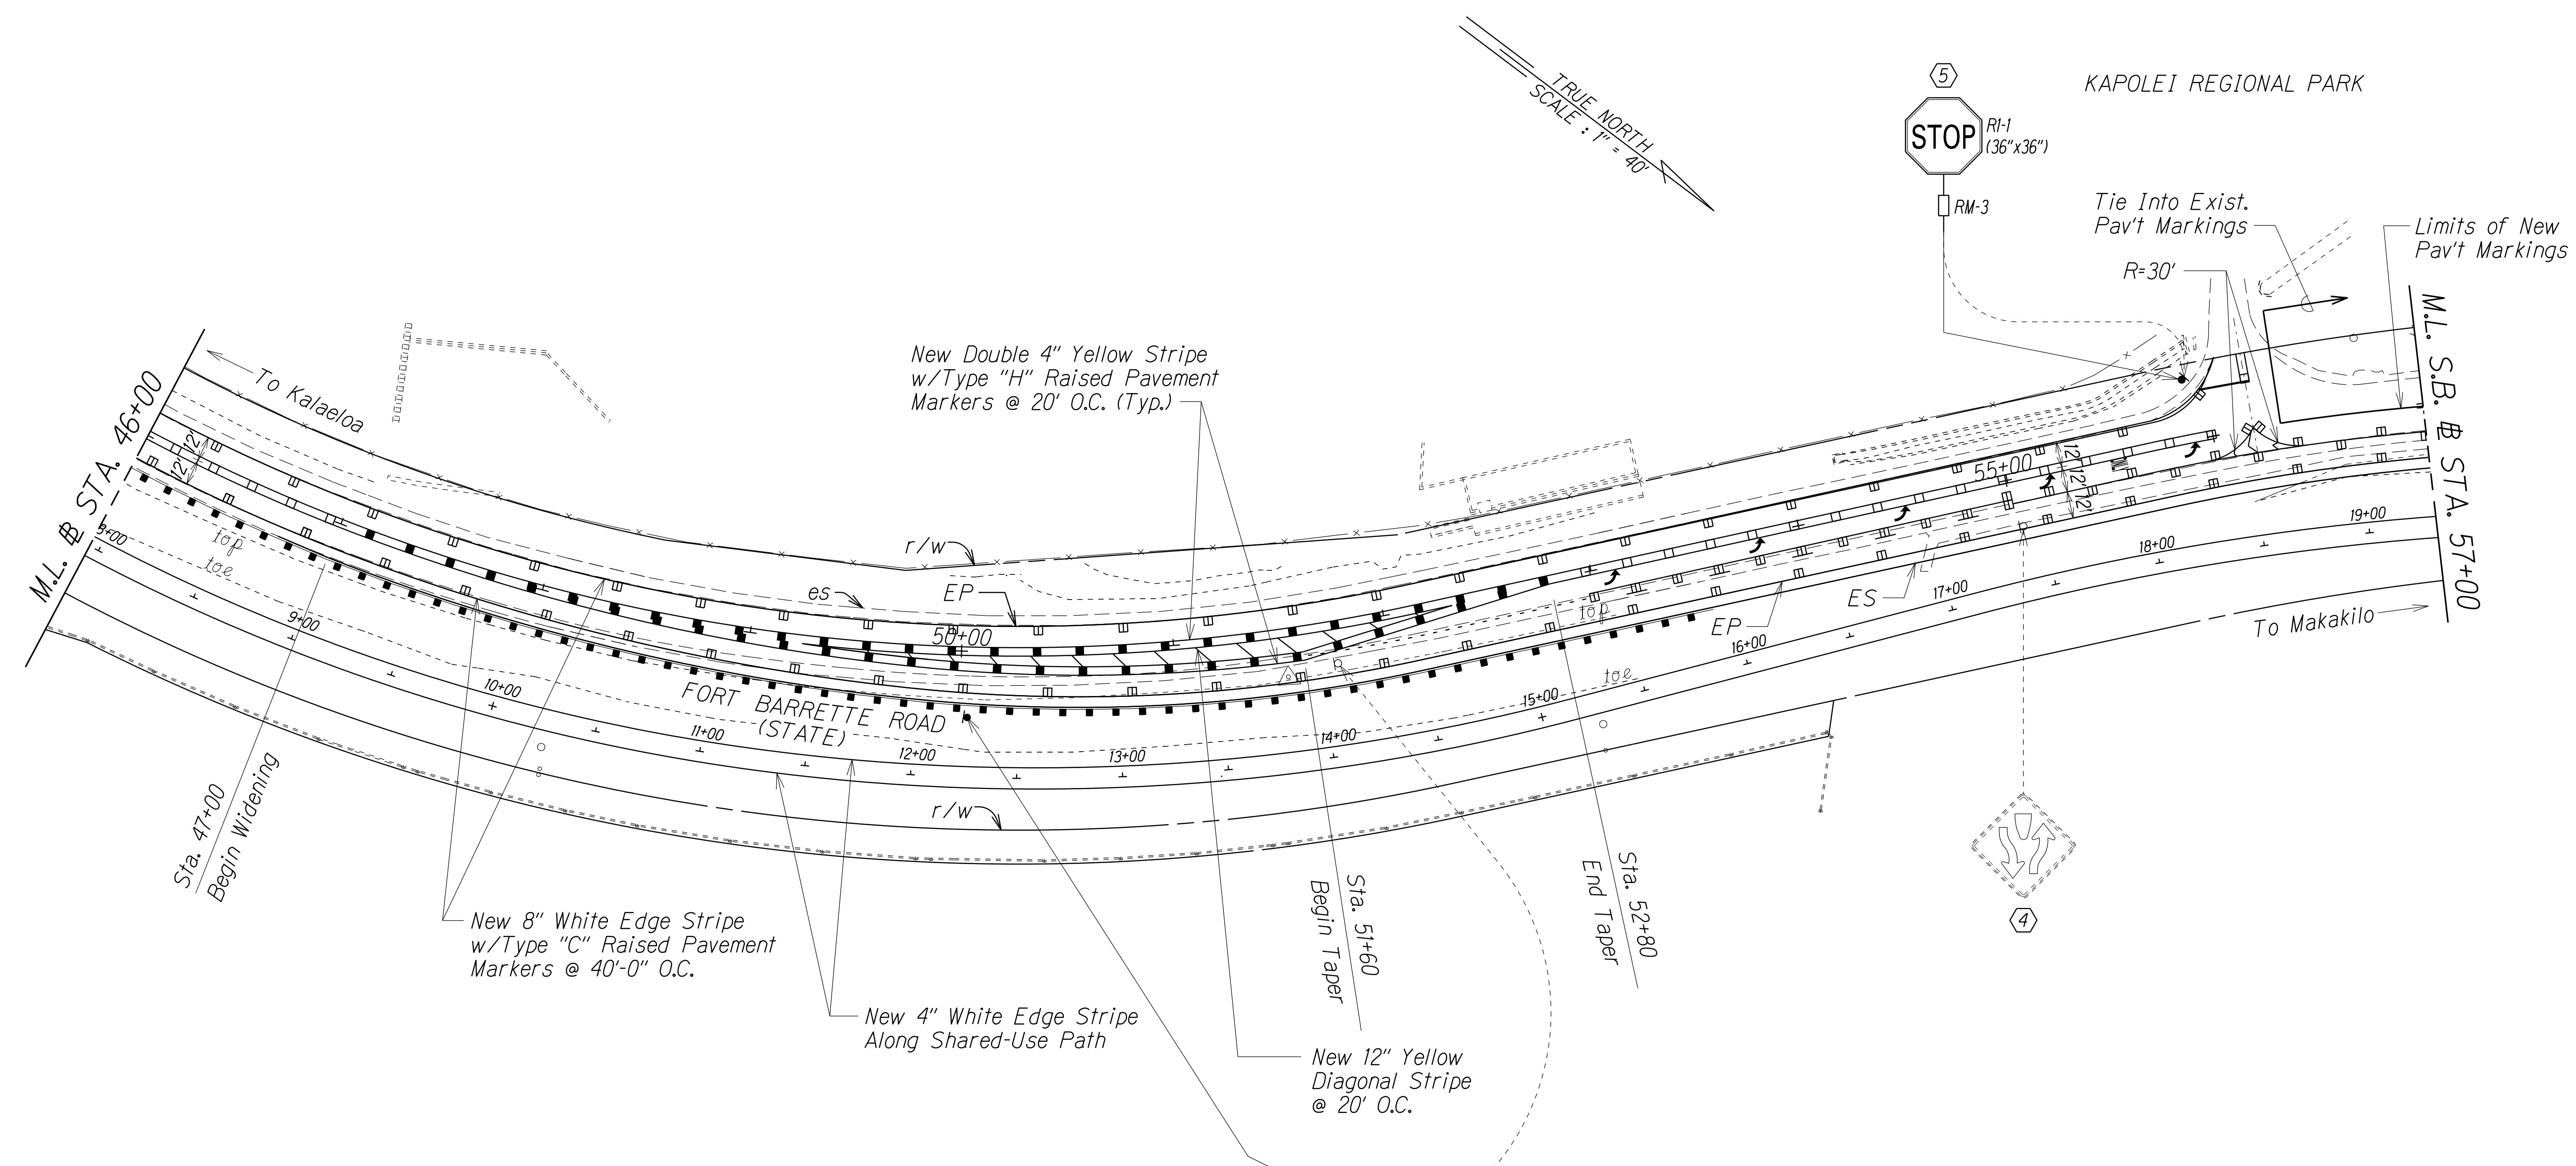 TRUE NORTH
SCALE : 1" = 40'
5
STOP
R1-1
(36"x36")
RM-3
KAPOLEI REGIONAL PARK
Tie Into Exist.
Pav't Markings
R=30'
Limits of New
Pav't Markings
M.L. S.B. ℄ STA. 57+00
M.L. ℄ STA. 46+00
To Kalaeloa
12'
12'
New Double 4" Yellow Stripe
w/Type "H" Raised Pavement
Markers @ 20' O.C. (Typ.)
r/w
es
EP
50+00
55+00
12'
12'
12'
ES
EP
To Makakilo
top
toe
top
toe
8+00
9+00
10+00
11+00
12+00
13+00
14+00
15+00
16+00
17+00
18+00
19+00
FORT BARRETTE ROAD
(STATE)
r/w
Sta. 47+00
Begin Widening
New 8" White Edge Stripe
w/Type "C" Raised Pavement
Markers @ 40'-0" O.C.
New 4" White Edge Stripe
Along Shared-Use Path
Sta. 51+60
Begin Taper
Sta. 52+80
End Taper
New 12" Yellow
Diagonal Stripe
@ 20' O.C.
4